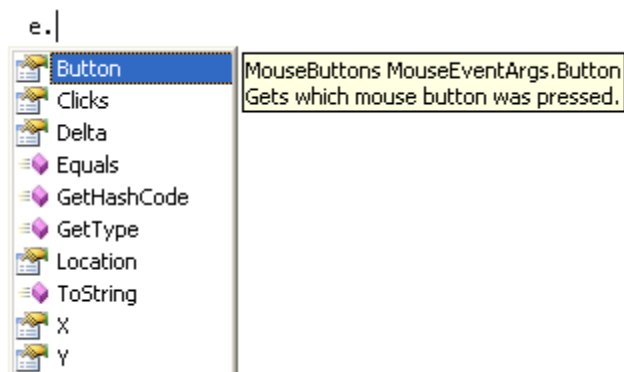 e.
Button
MouseButtons MouseEventArgs.Button
Gets which mouse button was pressed.
Clicks
Delta
Equals
GetHashCode
GetType
Location
ToString
X
Y